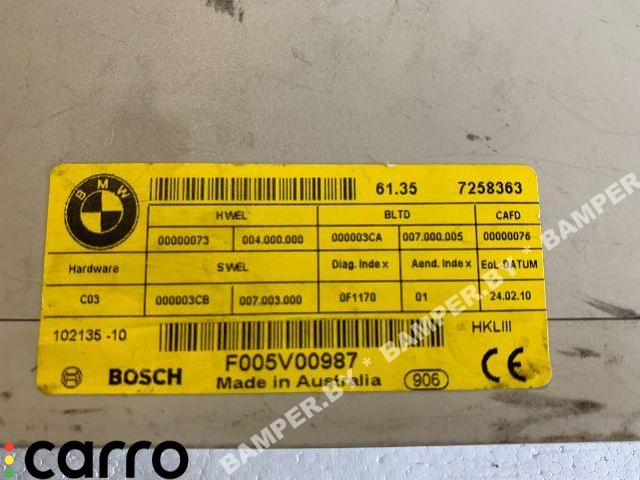 BMW
61.35 7258363
HWEL BLTD CAFD
00000073 004.000.000 000003CA 007.000.005 00000076
Hardware SWEL Diag. Index Aend. Index EoL-DATUM
C03 000003CB 007.003.000 0F1170 01 24.02.10
102135 -10 HKLIII
F005V00987
BOSCH Made in Australia 906 CE
carro
BAMPER.BY * BAMPER.BY * BAMPER.BY